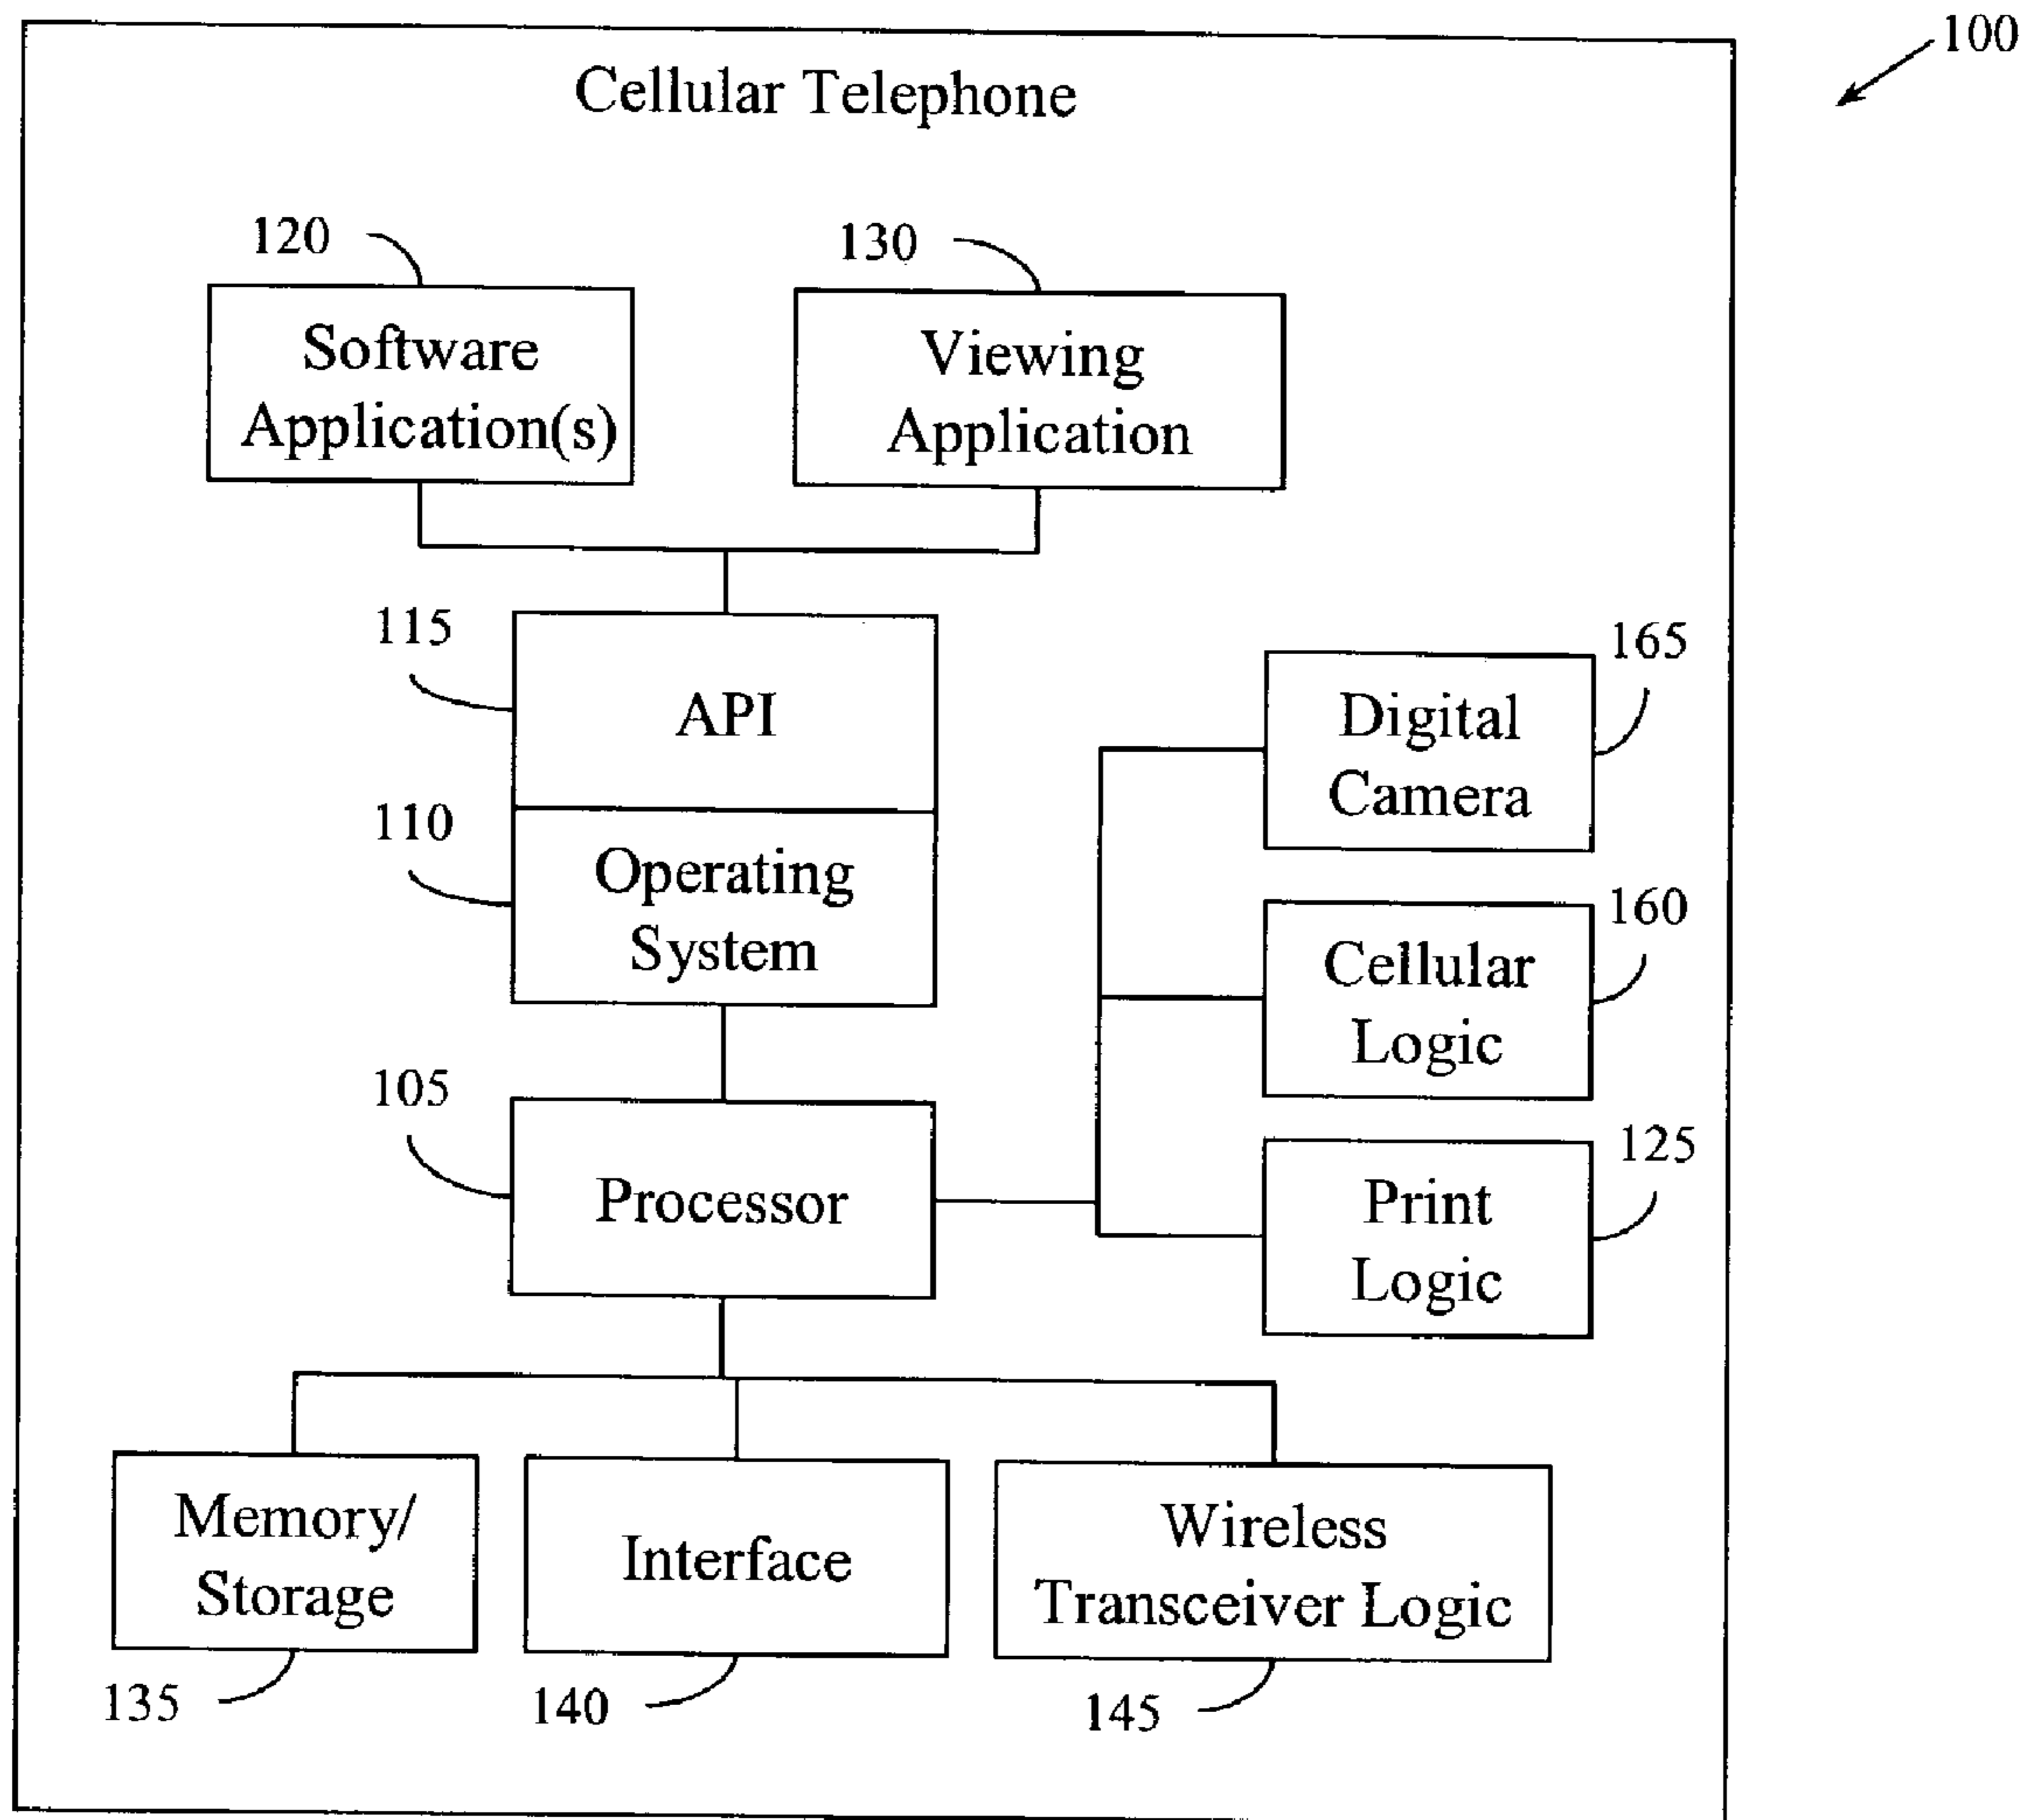 100
Cellular Telephone
120
130
Software
Application(s)
Viewing
Application
115
API
165
Digital
Camera
110
Operating
System
160
Cellular
Logic
105
Processor
125
Print
Logic
Memory/
Storage
Interface
Wireless
Transceiver Logic
135
140
145